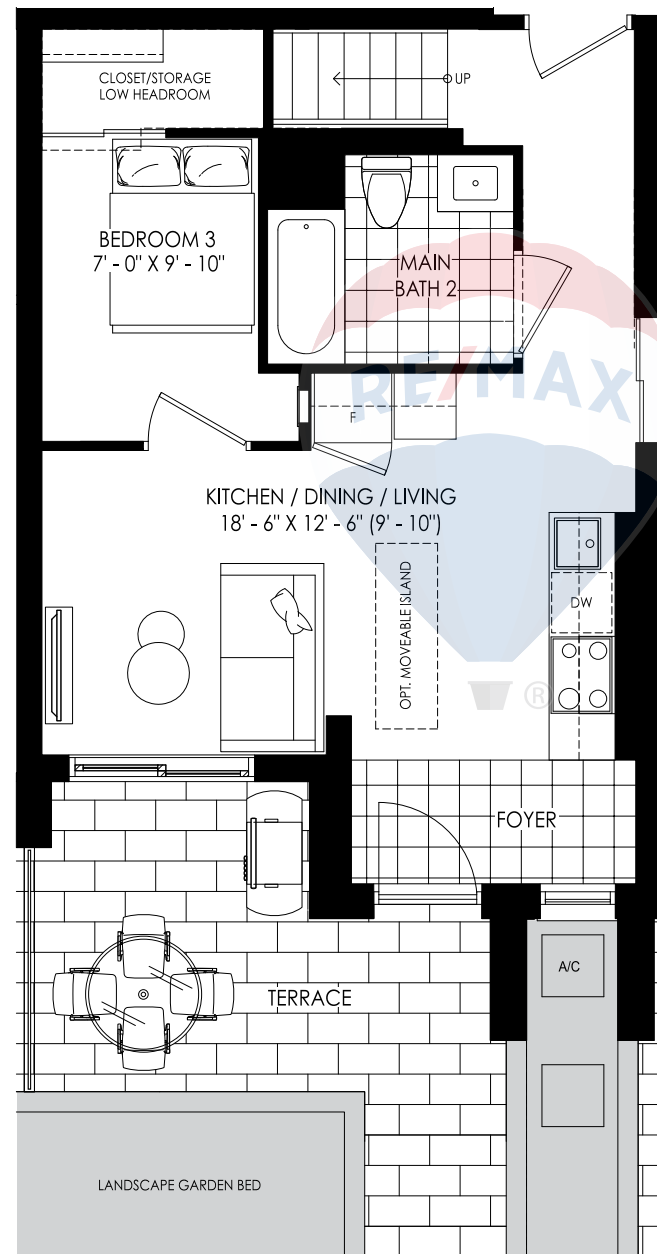 CLOSET/STORAGE
LOW HEADROOM
UP
BEDROOM 3
7' - 0" X 9' - 10"
MAIN
BATH 2
RE/MAX
F
KITCHEN / DINING / LIVING
18' - 6" X 12' - 6" (9' - 10")
OPT. MOVEABLE ISLAND
DW
®
FOYER
A/C
TERRACE
LANDSCAPE GARDEN BED